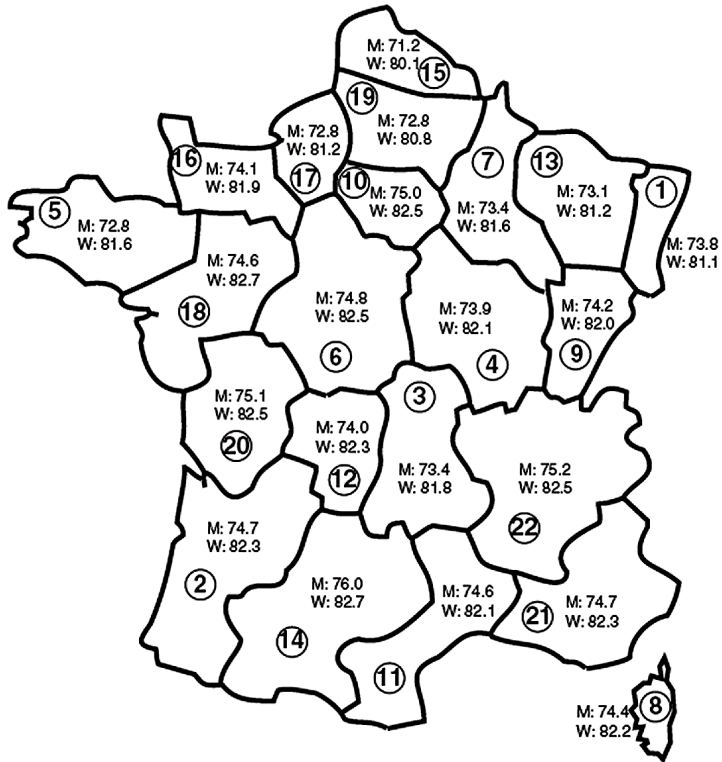 M: 71.2
W: 80.1
15
19
M: 72.8
W: 80.8
M: 72.8
W: 81.2
17
16
M: 74.1
W: 81.9
10
M: 75.0
W: 82.5
7
M: 73.4
W: 81.6
13
M: 73.1
W: 81.2
1
M: 73.8
W: 81.1
5
M: 72.8
W: 81.6
M: 74.6
W: 82.7
18
M: 74.8
W: 82.5
6
M: 73.9
W: 82.1
4
M: 74.2
W: 82.0
9
M: 75.1
W: 82.5
20
M: 74.0
W: 82.3
12
3
M: 73.4
W: 81.8
M: 75.2
W: 82.5
22
M: 74.7
W: 82.3
2
M: 76.0
W: 82.7
14
M: 74.6
W: 82.1
11
21
M: 74.7
W: 82.3
8
M: 74.4
W: 82.2